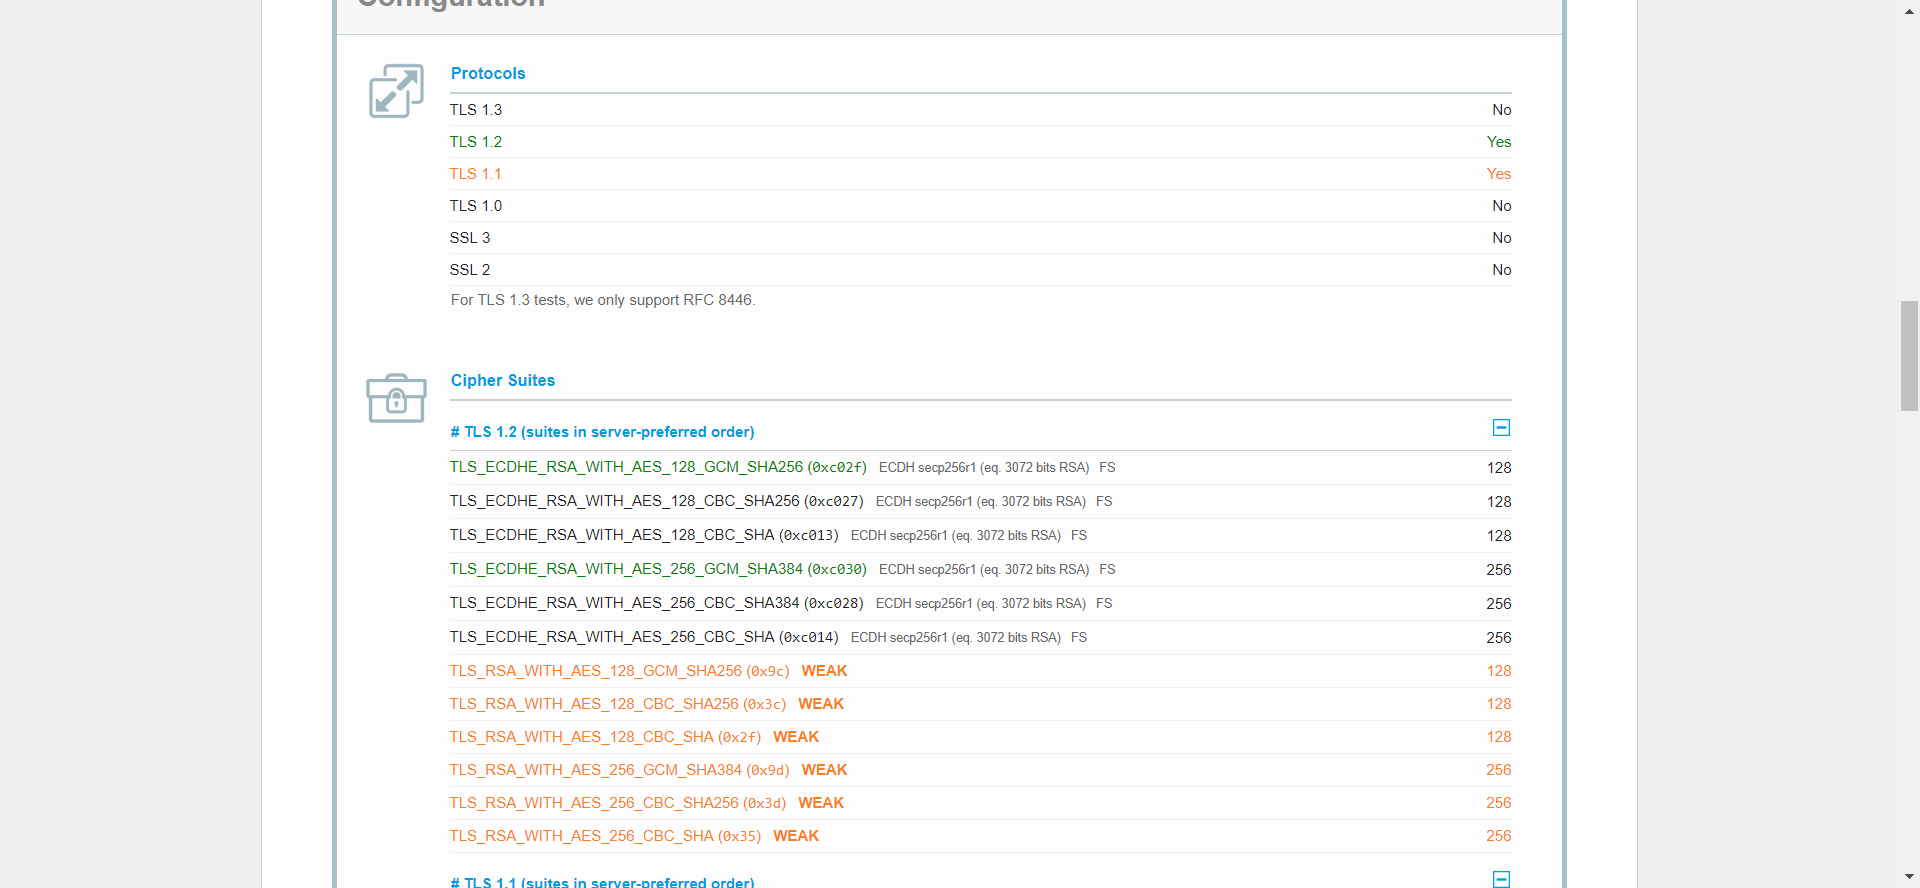 Configuration
Protocols
TLS 1.3 No
TLS 1.2 Yes
TLS 1.1 Yes
TLS 1.0 No
SSL 3 No
SSL 2 No
For TLS 1.3 tests, we only support RFC 8446.
Cipher Suites
# TLS 1.2 (suites in server-preferred order)
TLS_ECDHE_RSA_WITH_AES_128_GCM_SHA256 (0xc02f) ECDH secp256r1 (eq. 3072 bits RSA) FS 128
TLS_ECDHE_RSA_WITH_AES_128_CBC_SHA256 (0xc027) ECDH secp256r1 (eq. 3072 bits RSA) FS 128
TLS_ECDHE_RSA_WITH_AES_128_CBC_SHA (0xc013) ECDH secp256r1 (eq. 3072 bits RSA) FS 128
TLS_ECDHE_RSA_WITH_AES_256_GCM_SHA384 (0xc030) ECDH secp256r1 (eq. 3072 bits RSA) FS 256
TLS_ECDHE_RSA_WITH_AES_256_CBC_SHA384 (0xc028) ECDH secp256r1 (eq. 3072 bits RSA) FS 256
TLS_ECDHE_RSA_WITH_AES_256_CBC_SHA (0xc014) ECDH secp256r1 (eq. 3072 bits RSA) FS 256
TLS_RSA_WITH_AES_128_GCM_SHA256 (0x9c) WEAK 128
TLS_RSA_WITH_AES_128_CBC_SHA256 (0x3c) WEAK 128
TLS_RSA_WITH_AES_128_CBC_SHA (0x2f) WEAK 128
TLS_RSA_WITH_AES_256_GCM_SHA384 (0x9d) WEAK 256
TLS_RSA_WITH_AES_256_CBC_SHA256 (0x3d) WEAK 256
TLS_RSA_WITH_AES_256_CBC_SHA (0x35) WEAK 256
# TLS 1.1 (suites in server-preferred order)